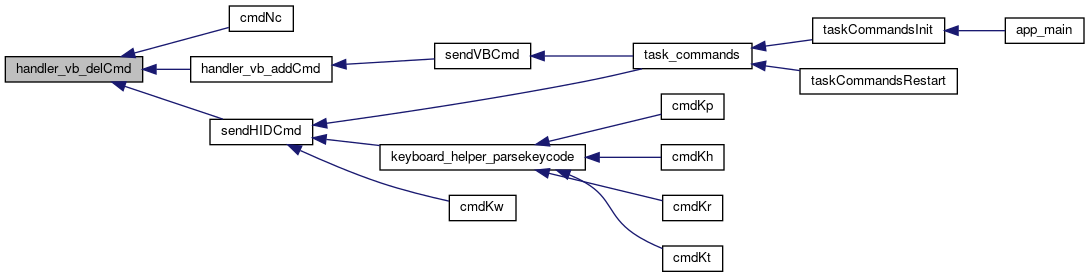 handler_vb_delCmd
cmdNc
handler_vb_addCmd
sendHIDCmd
sendVBCmd
keyboard_helper_parsekeycode
cmdKw
task_commands
cmdKp
cmdKh
cmdKr
cmdKt
taskCommandsInit
taskCommandsRestart
app_main